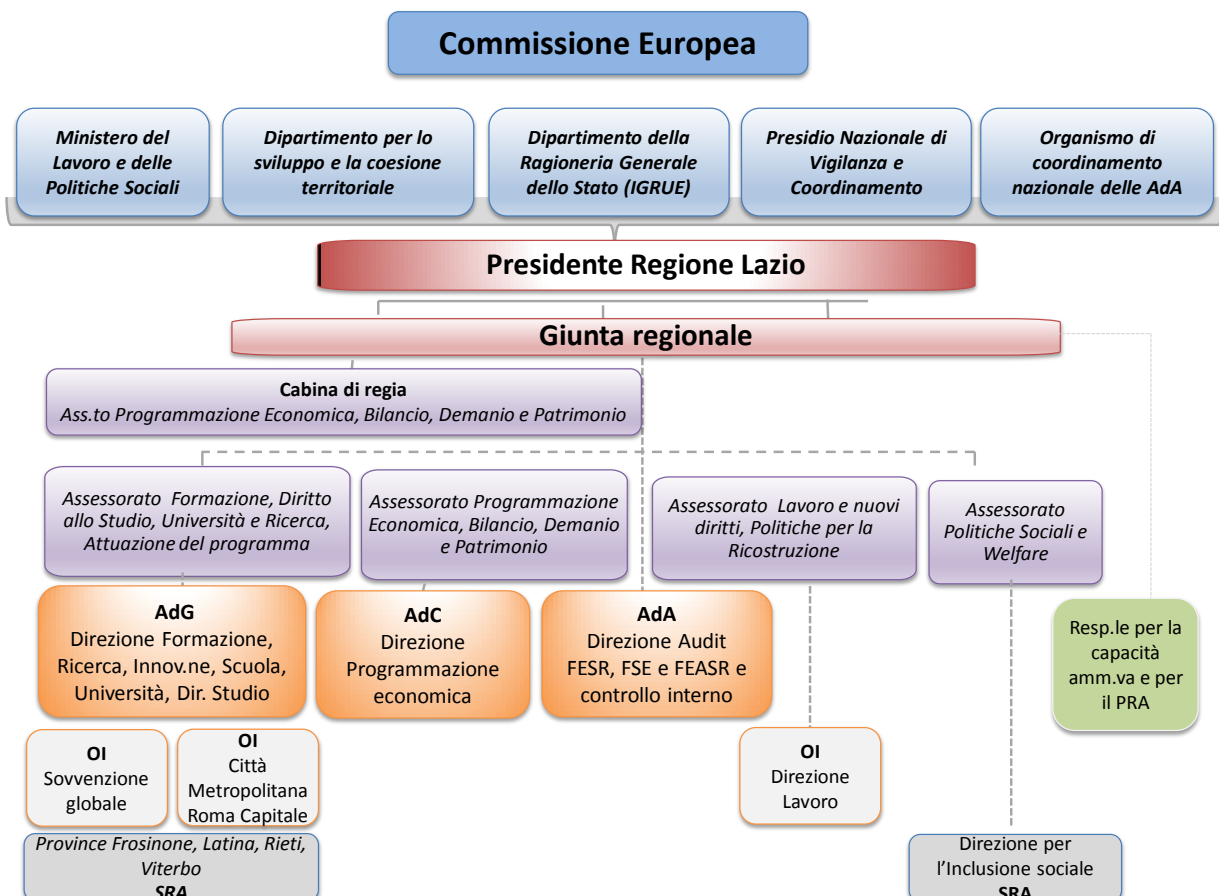 Commissione Europea
Ministero del
Lavoro e delle
Politiche Sociali
Dipartimento per lo
sviluppo e la coesione
territoriale
Dipartimento della
Ragioneria Generale
dello Stato (IGRUE)
Presidio Nazionale di
Vigilanza e
Coordinamento
Organismo di
coordinamento
nazionale delle AdA
Presidente Regione Lazio
Giunta regionale
Cabina di regia
Ass.to Programmazione Economica, Bilancio, Demanio e Patrimonio
Assessorato Formazione, Diritto
allo Studio, Università e Ricerca,
Attuazione del programma
Assessorato Programmazione
Economica, Bilancio, Demanio
e Patrimonio
Assessorato Lavoro e nuovi
diritti, Politiche per la
Ricostruzione
Assessorato
Politiche Sociali e
Welfare
AdG
Direzione Formazione,
Ricerca, Innov.ne, Scuola,
Università, Dir. Studio
AdC
Direzione
Programmazione
economica
AdA
Direzione Audit
FESR, FSE e FEASR e
controllo interno
Resp.le per la
capacità
amm.va e per
il PRA
OI
Sovvenzione
globale
OI
Città
Metropolitana
Roma Capitale
OI
Direzione
Lavoro
Province Frosinone, Latina, Rieti,
Viterbo
SRA
Direzione per
l'Inclusione sociale
SRA